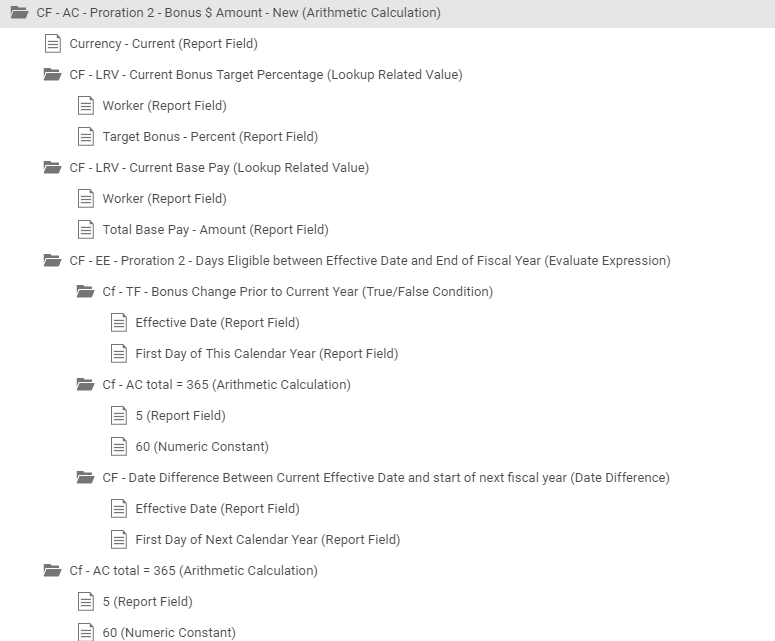 CF - AC - Proration 2 - Bonus $ Amount - New (Arithmetic Calculation)
Currency - Current (Report Field)
CF - LRV - Current Bonus Target Percentage (Lookup Related Value)
Worker (Report Field)
Target Bonus - Percent (Report Field)
CF - LRV - Current Base Pay (Lookup Related Value)
Worker (Report Field)
Total Base Pay - Amount (Report Field)
CF - EE - Proration 2 - Days Eligible between Effective Date and End of Fiscal Year (Evaluate Expression)
Cf - TF - Bonus Change Prior to Current Year (True/False Condition)
Effective Date (Report Field)
First Day of This Calendar Year (Report Field)
Cf - AC total = 365 (Arithmetic Calculation)
5 (Report Field)
60 (Numeric Constant)
CF - Date Difference Between Current Effective Date and start of next fiscal year (Date Difference)
Effective Date (Report Field)
First Day of Next Calendar Year (Report Field)
Cf - AC total = 365 (Arithmetic Calculation)
5 (Report Field)
60 (Numeric Constant)